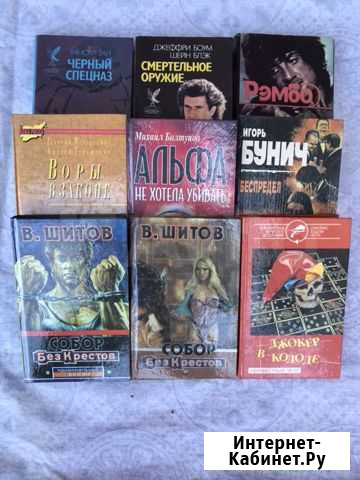 ЧЕРНЫЙ
СПЕЦНАЗ
ДЖЕФФРИ БОУМ
ШЕЙН БЛЭК
СМЕРТЕЛЬНОЕ
ОРУЖИЕ
РЭМБО
ВОРЫ
В ЗАКОНЕ
Михаил Болтунов
АЛЬФА
НЕ ХОТЕЛА УБИВАТЬ
ИГОРЬ
БУНИЧ
БЕСПРЕДЕЛ
В. ШИТОВ
СОБОР
Без Крестов
В. ШИТОВ
СОБОР
Без Крестов
ДЖОКЕР
В КОЛОДЕ
Интернет-
Кабинет.Ру